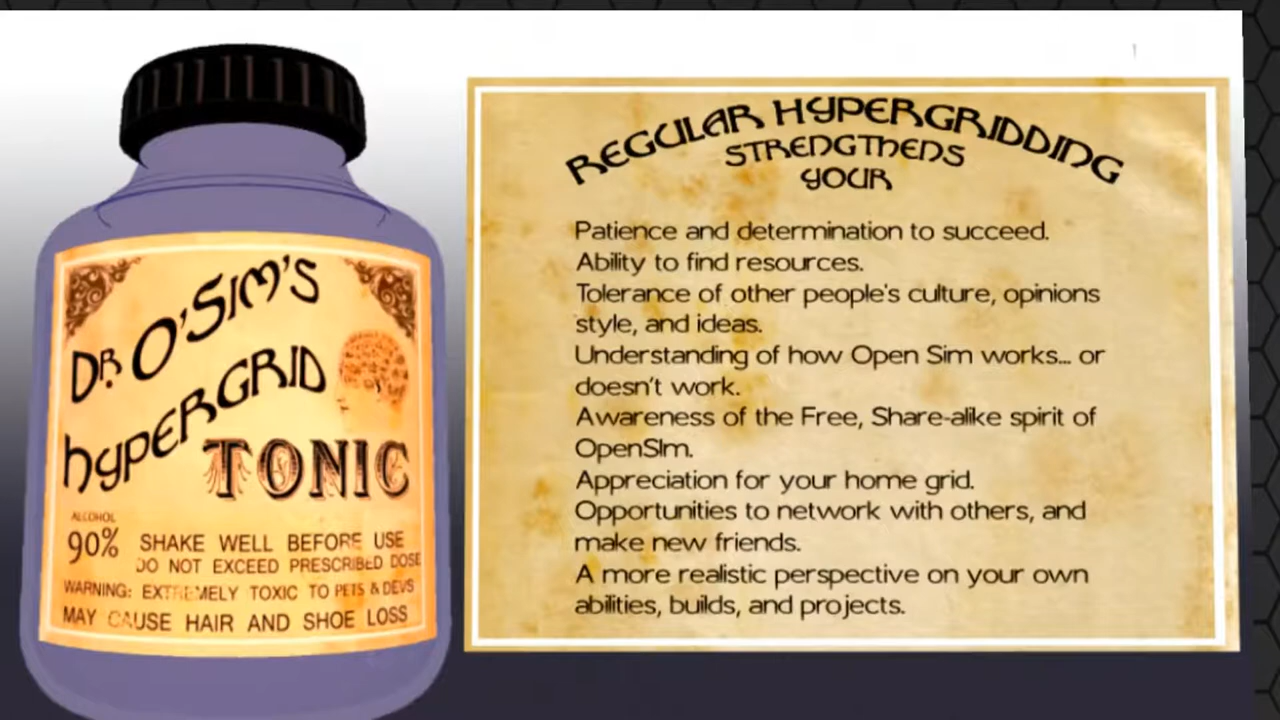 Dr O'Sim's
hypergrid
TONIC
ALCOHOL
90%
SHAKE WELL BEFORE USE
DO NOT EXCEED PRESCRIBED DOSE
WARNING: EXTREMELY TOXIC TO PETS & DEVS
MAY CAUSE HAIR AND SHOE LOSS
REGULAR HYPERGRIDDING
STRENGTHENS
YOUR
Patience and determination to succeed.
Ability to find resources.
Tolerance of other people's culture, opinions
style, and ideas.
Understanding of how Open Sim works... or
doesn't work.
Awareness of the Free, Share-alike spirit of
OpenSIm.
Appreciation for your home grid.
Opportunities to network with others, and
make new friends.
A more realistic perspective on your own
abilities, builds, and projects.